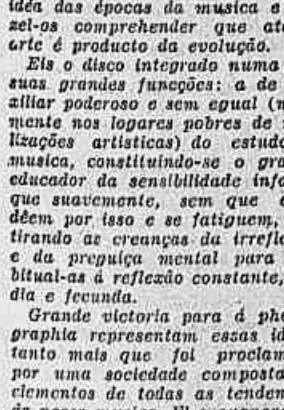 idéa das épocas da musica e
zel-os comprehender que até
arte é producto da evolução.
Eis o disco integrado numa
suas grandes funcções: a de
xiliar poderoso e sem egual (n
mente nos logares pobres de
lizações artisticas) do estudo
musica, constituindo-se o gra
educador da sensibilidade info
que suavemente, sem que e
dêem por isso e se fatiguem,
tirando as creanças da irrefle
e da preguiça mental para
bitual-as á reflexão constante,
dia e fecunda.
Grande victoria para á pho
graphia representam essas id
tanto mais que foi proclam
por uma sociedade composta
elementos de todas as tenden